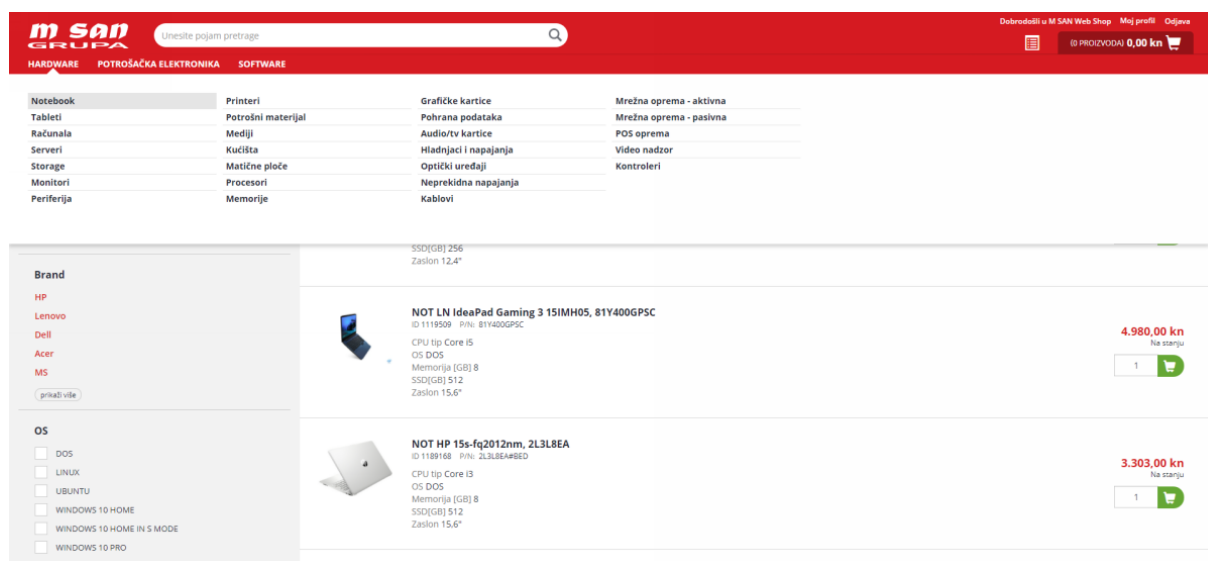 m san
GRUPA
Unesite pojam pretrage
Dobrodošli u M SAN Web Shop Moj profil Odjava
(0 PROIZVODA) 0,00 kn
HARDWARE POTROŠAČKA ELEKTRONIKA SOFTWARE
Notebook
Tableti
Računala
Serveri
Storage
Monitori
Periferija
Printeri
Potrošni materijal
Mediji
Kućišta
Matične ploče
Procesori
Memorije
Grafičke kartice
Pohrana podataka
Audio/tv kartice
Hladnjaci i napajanja
Optički uređaji
Neprekidna napajanja
Kablovi
Mrežna oprema - aktivna
Mrežna oprema - pasivna
POS oprema
Video nadzor
Kontroleri
Brand
HP
Lenovo
Dell
Acer
MS
prikaži više
OS
DOS
LINUX
UBUNTU
WINDOWS 10 HOME
WINDOWS 10 HOME IN S MODE
WINDOWS 10 PRO
SSD[GB] 256
Zaslon 12,4"
NOT LN IdeaPad Gaming 3 15IMH05, 81Y400GPSC
ID 1119509 P/N: 81Y400GPSC
CPU tip Core i5
OS DOS
Memorija [GB] 8
SSD[GB] 512
Zaslon 15,6"
4.980,00 kn
Na stanju
1
NOT HP 15s-fq2012nm, 2L3L8EA
ID 1189168 P/N: 2L3L8EA#BED
CPU tip Core i3
OS DOS
Memorija [GB] 8
SSD[GB] 512
Zaslon 15,6"
3.303,00 kn
Na stanju
1